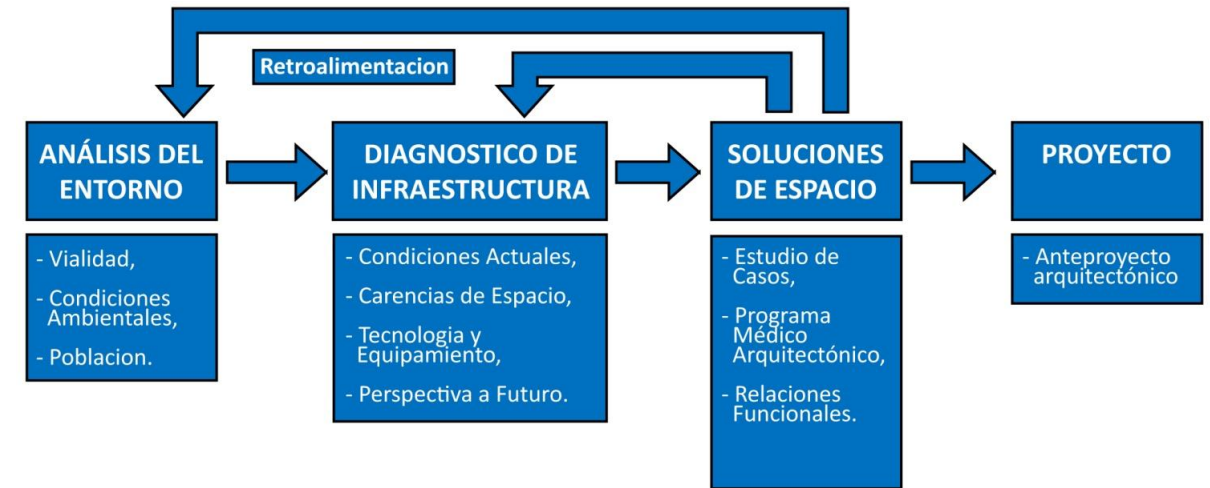 Retroalimentacion
ANÁLISIS DEL
ENTORNO
- Vialidad,
- Condiciones
Ambientales,
- Poblacion.
DIAGNOSTICO DE
INFRAESTRUCTURA
- Condiciones Actuales,
- Carencias de Espacio,
- Tecnologia y
Equipamiento,
- Perspectiva a Futuro.
SOLUCIONES
DE ESPACIO
- Estudio de
Casos,
- Programa
Médico
Arquitectónico,
- Relaciones
Funcionales.
PROYECTO
- Anteproyecto
arquitectónico